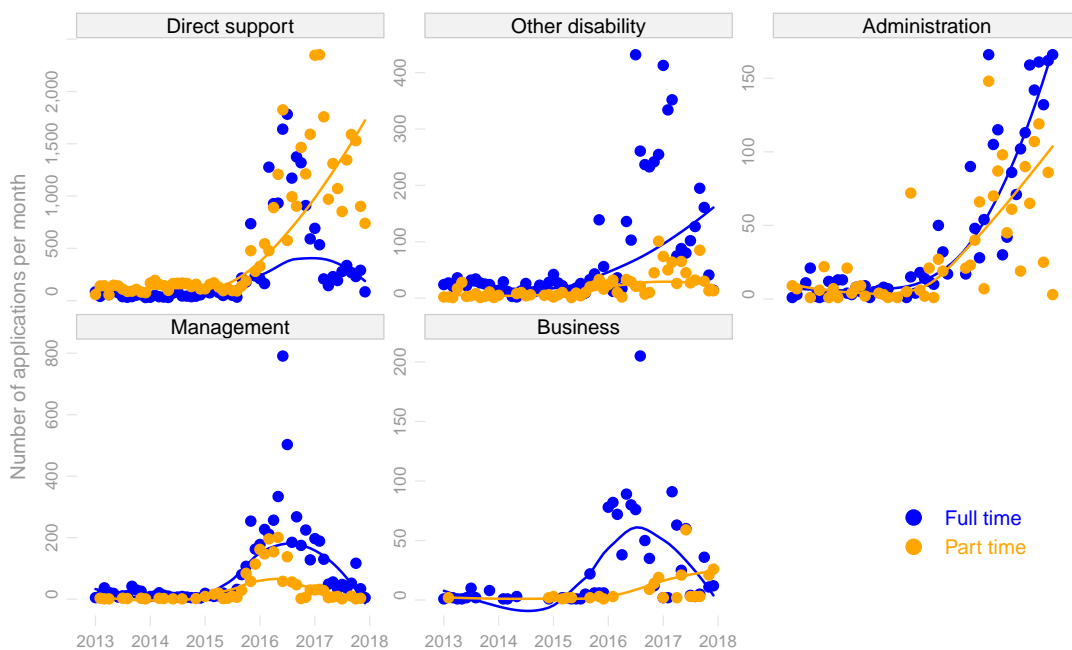 Direct support
Other disability
Administration
Number of applications per month
0
500
1,000
1,500
2,000
0
100
200
300
400
0
50
100
150
Management
Business
0
200
400
600
800
0
50
100
150
200
Full time
Part time
2013 2014 2015 2016 2017 2018
2013 2014 2015 2016 2017 2018